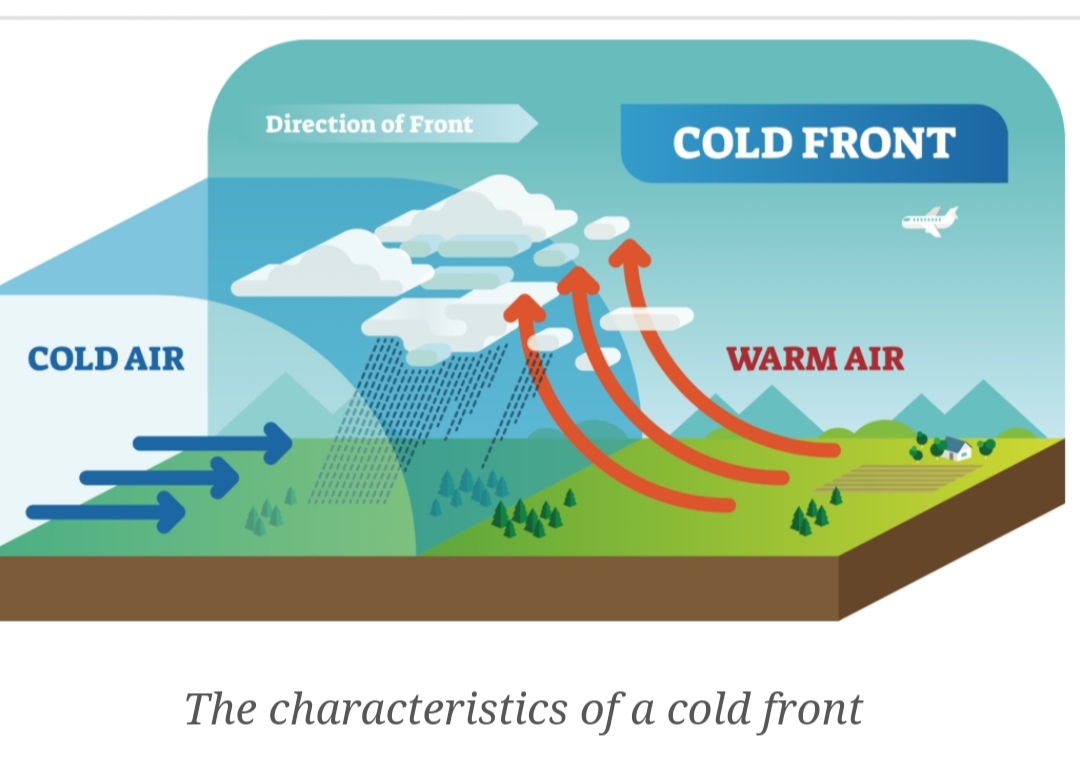 Direction of Front
COLD FRONT
COLD AIR
WARM AIR
The characteristics of a cold front